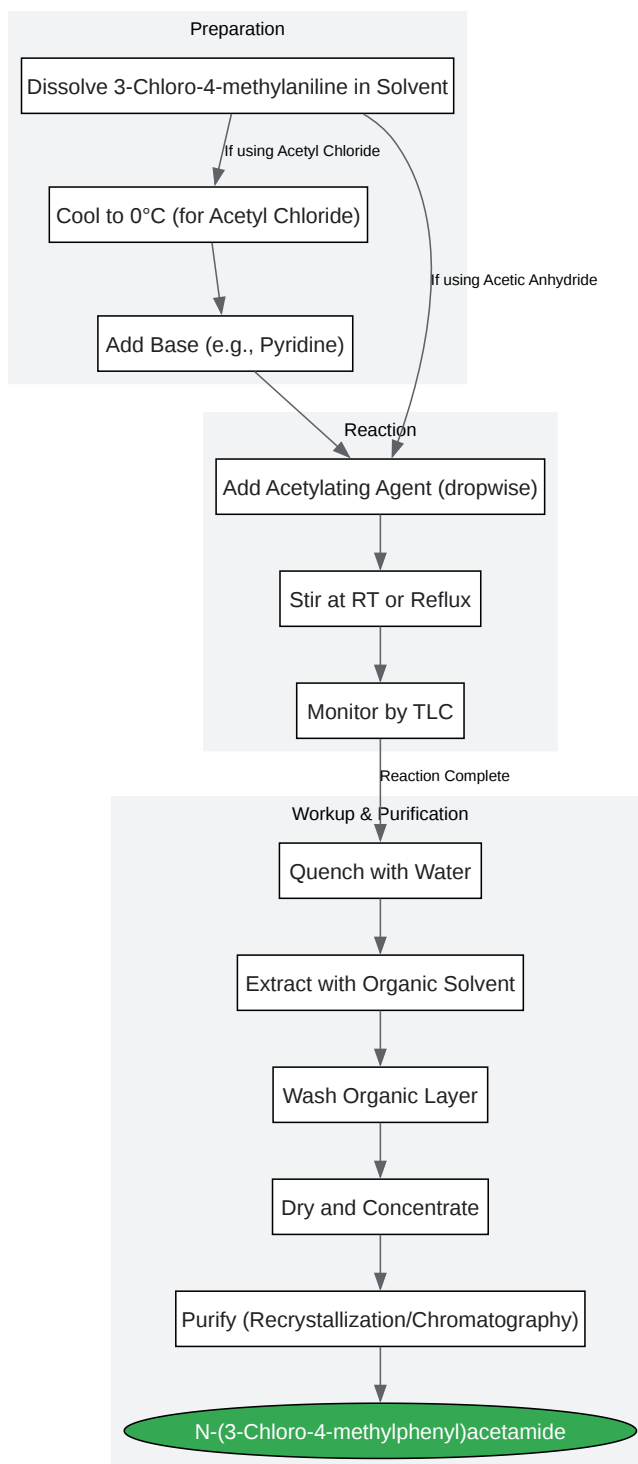 Preparation
Dissolve 3-Chloro-4-methylaniline in Solvent
If using Acetyl Chloride
Cool to 0°C (for Acetyl Chloride)
If using Acetic Anhydride
Add Base (e.g., Pyridine)
Reaction
Add Acetylating Agent (dropwise)
Stir at RT or Reflux
Monitor by TLC
Reaction Complete
Workup & Purification
Quench with Water
Extract with Organic Solvent
Wash Organic Layer
Dry and Concentrate
Purify (Recrystallization/Chromatography)
N-(3-Chloro-4-methylphenyl)acetamide